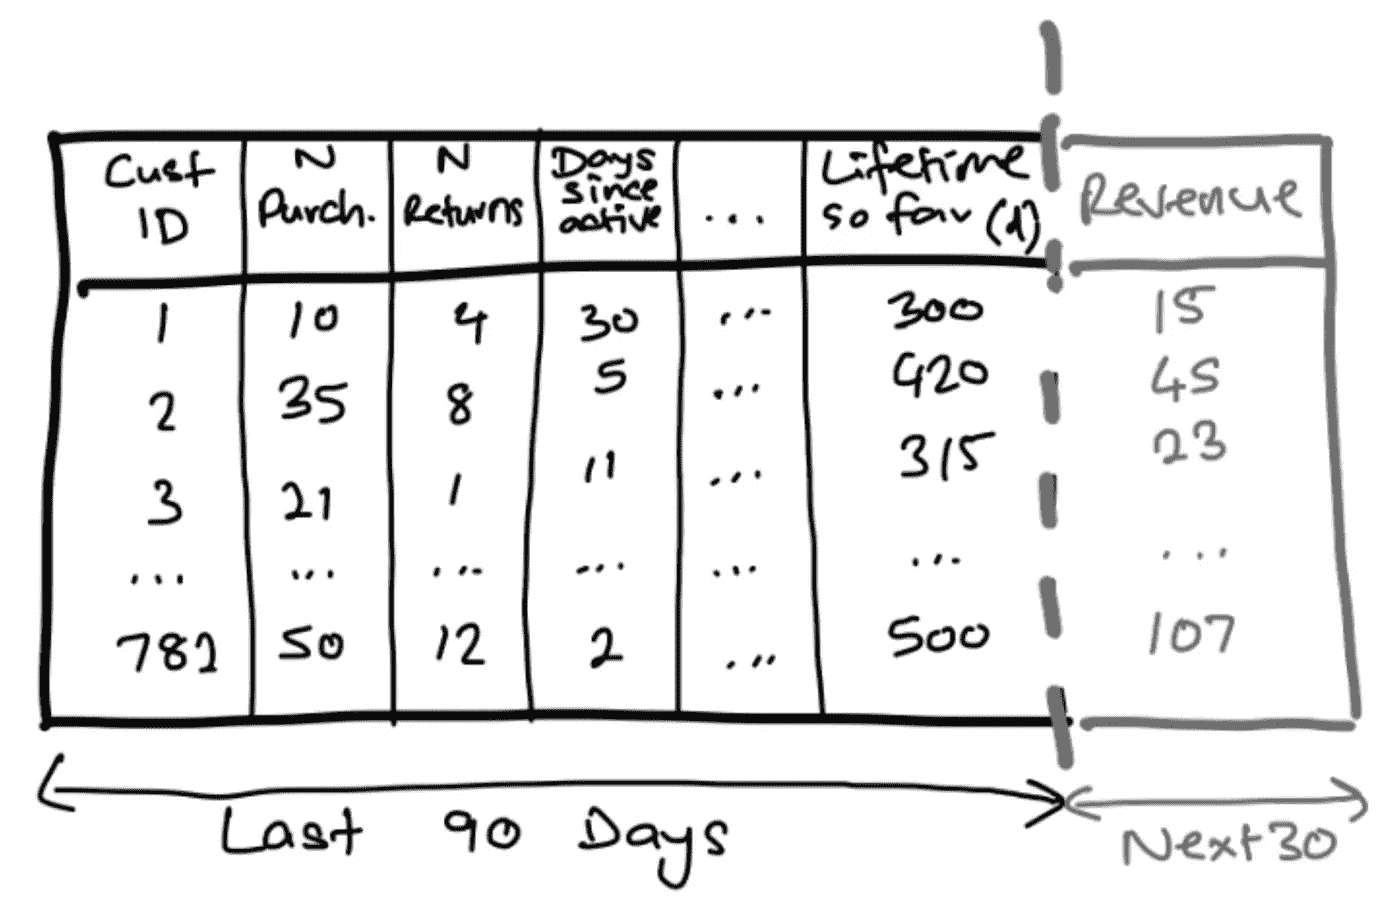 Cust ID | N Purch. | N Returns | Days since active | ... | Lifetime so far (d) | Revenue
1 | 10 | 4 | 30 | ... | 300 | 15
2 | 35 | 8 | 5 | ... | 420 | 45
3 | 21 | 1 | 11 | ... | 315 | 23
... | ... | ... | ... | ... | ... | ...
782 | 50 | 12 | 2 | ... | 500 | 107
Last 90 Days
Next 30